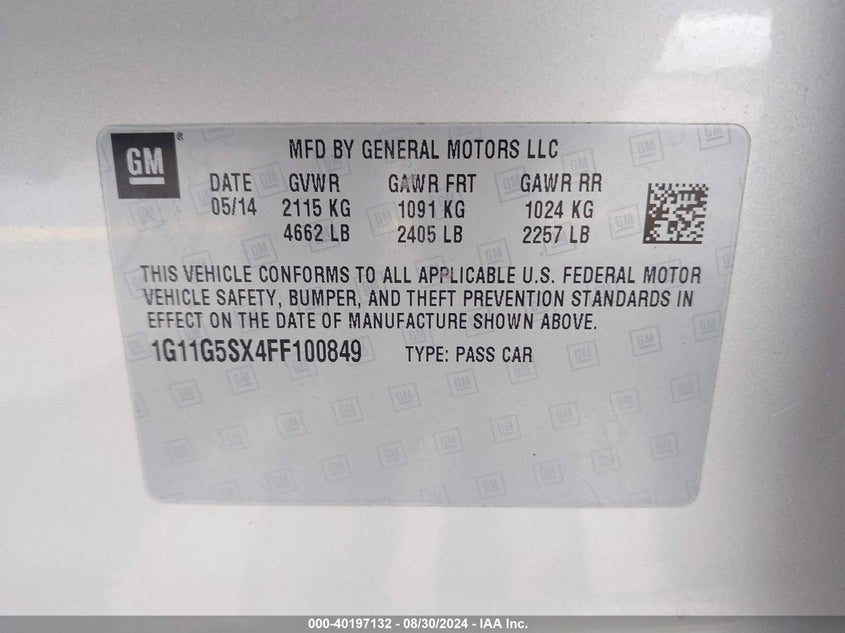 GM
MFD BY GENERAL MOTORS LLC
DATE GVWR GAWR FRT GAWR RR
05/14 2115 KG 1091 KG 1024 KG
4662 LB 2405 LB 2257 LB
THIS VEHICLE CONFORMS TO ALL APPLICABLE U.S. FEDERAL MOTOR
VEHICLE SAFETY, BUMPER, AND THEFT PREVENTION STANDARDS IN
EFFECT ON THE DATE OF MANUFACTURE SHOWN ABOVE.
1G11G5SX4FF100849 TYPE: PASS CAR
000-40197132 - 08/30/2024 - IAA Inc.